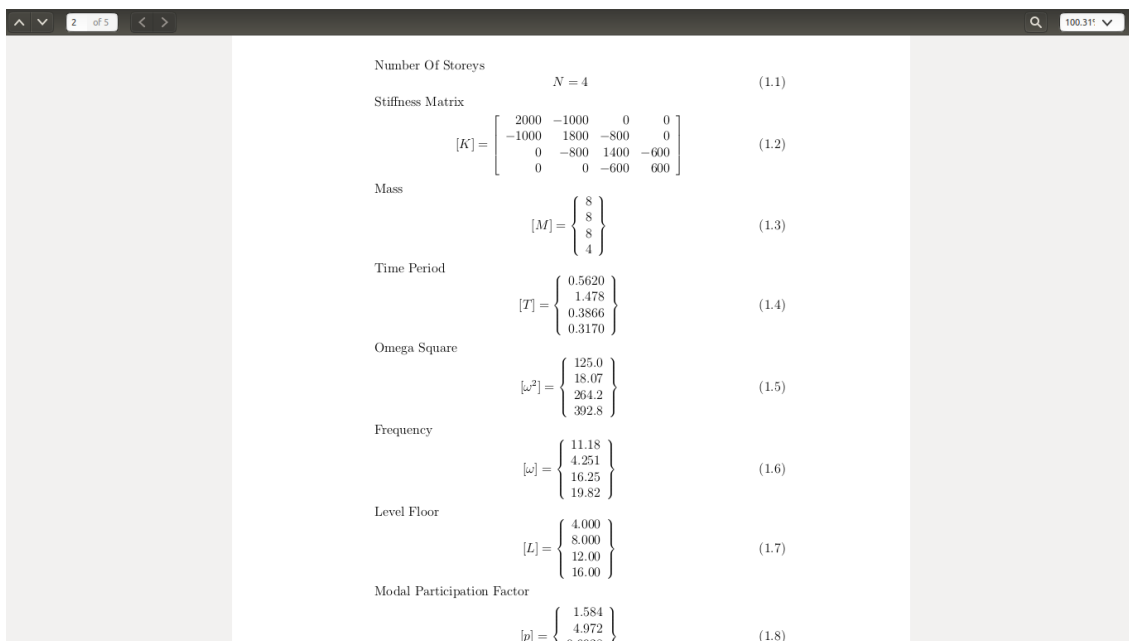 2 of 5 100.31%
Number Of Storeys
N = 4 (1.1)
Stiffness Matrix
2000 −1000 0 0
−1000 1800 −800 0
[K] = (1.2)
0 −800 1400 −600
0 0 −600 600
Mass
8
8
[M] = (1.3)
8
4
Time Period
0.5620
1.478
[T] = (1.4)
0.3866
0.3170
Omega Square
125.0
18.07
[ω²] = (1.5)
264.2
392.8
Frequency
11.18
4.251
[ω] = (1.6)
16.25
19.82
Level Floor
4.000
8.000
[L] = (1.7)
12.00
16.00
Modal Participation Factor
1.584
4.972
[p] = (1.8)